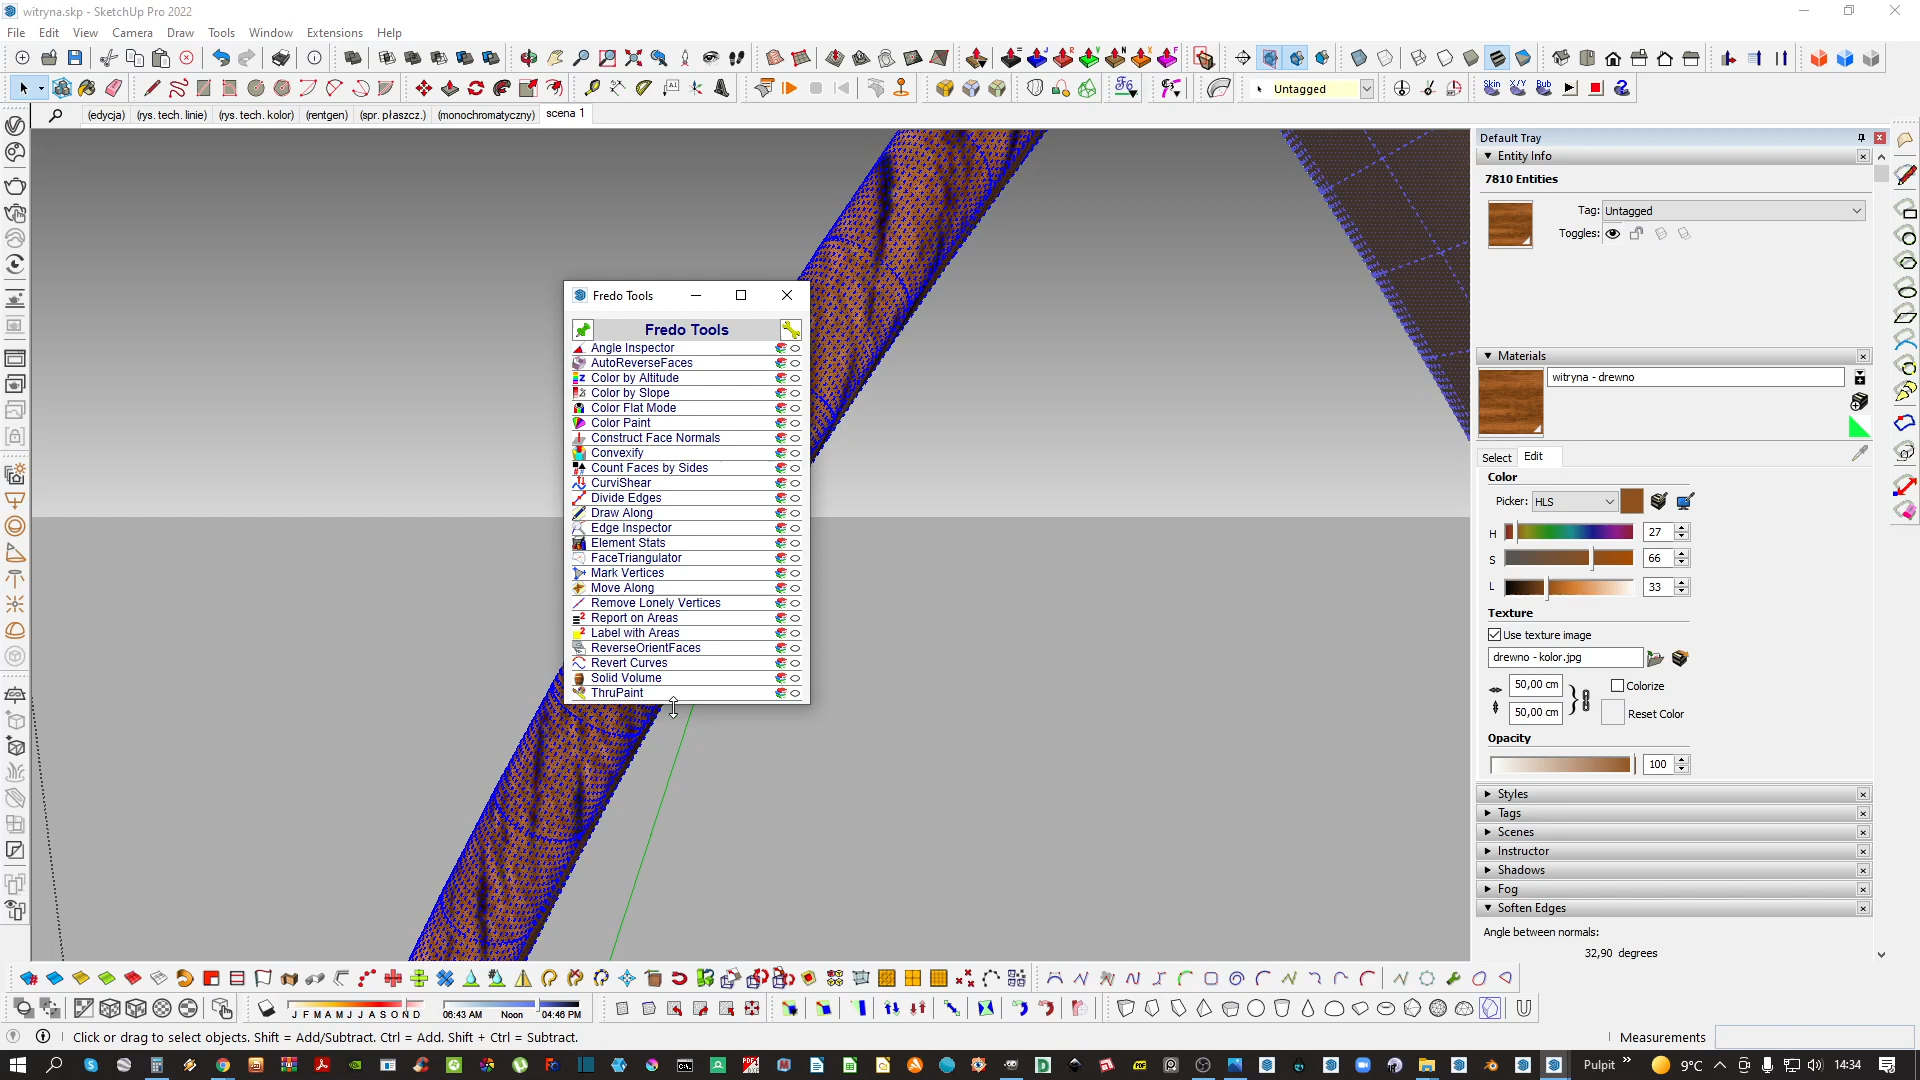 witryna.skp - SketchUp Pro 2022
File Edit View Camera Draw Tools Window Extensions Help
Untagged
Skin X/Y Bub
(edycja) (rys. tech. linie) (rys. tech. kolor) (rentgen) (spr. płaszcz.) (monochromatyczny) scena 1
Default Tray
Entity Info
7810 Entities
Tag: Untagged
Toggles:
Materials
witryna - drewno
Select Edit
Color
Picker: HLS
H 27
S 66
L 33
Texture
Use texture image
drewno - kolor.jpg
50,00 cm Colorize
50,00 cm Reset Color
Opacity
100
Styles
Tags
Scenes
Instructor
Shadows
Fog
Soften Edges
Angle between normals:
32,90 degrees
Fredo Tools
Fredo Tools
Angle Inspector
AutoReverseFaces
Color by Altitude
Color by Slope
Color Flat Mode
Color Paint
Construct Face Normals
Convexify
Count Faces by Sides
CurviShear
Divide Edges
Draw Along
Edge Inspector
Element Stats
FaceTriangulator
Mark Vertices
Move Along
Remove Lonely Vertices
Report on Areas
Label with Areas
ReverseOrientFaces
Revert Curves
Solid Volume
ThruPaint
J F M A M J J A S O N D 06:43 AM Noon 04:46 PM
Click or drag to select objects. Shift = Add/Subtract. Ctrl = Add. Shift + Ctrl = Subtract.
Measurements
Pulpit 9°C 14:34